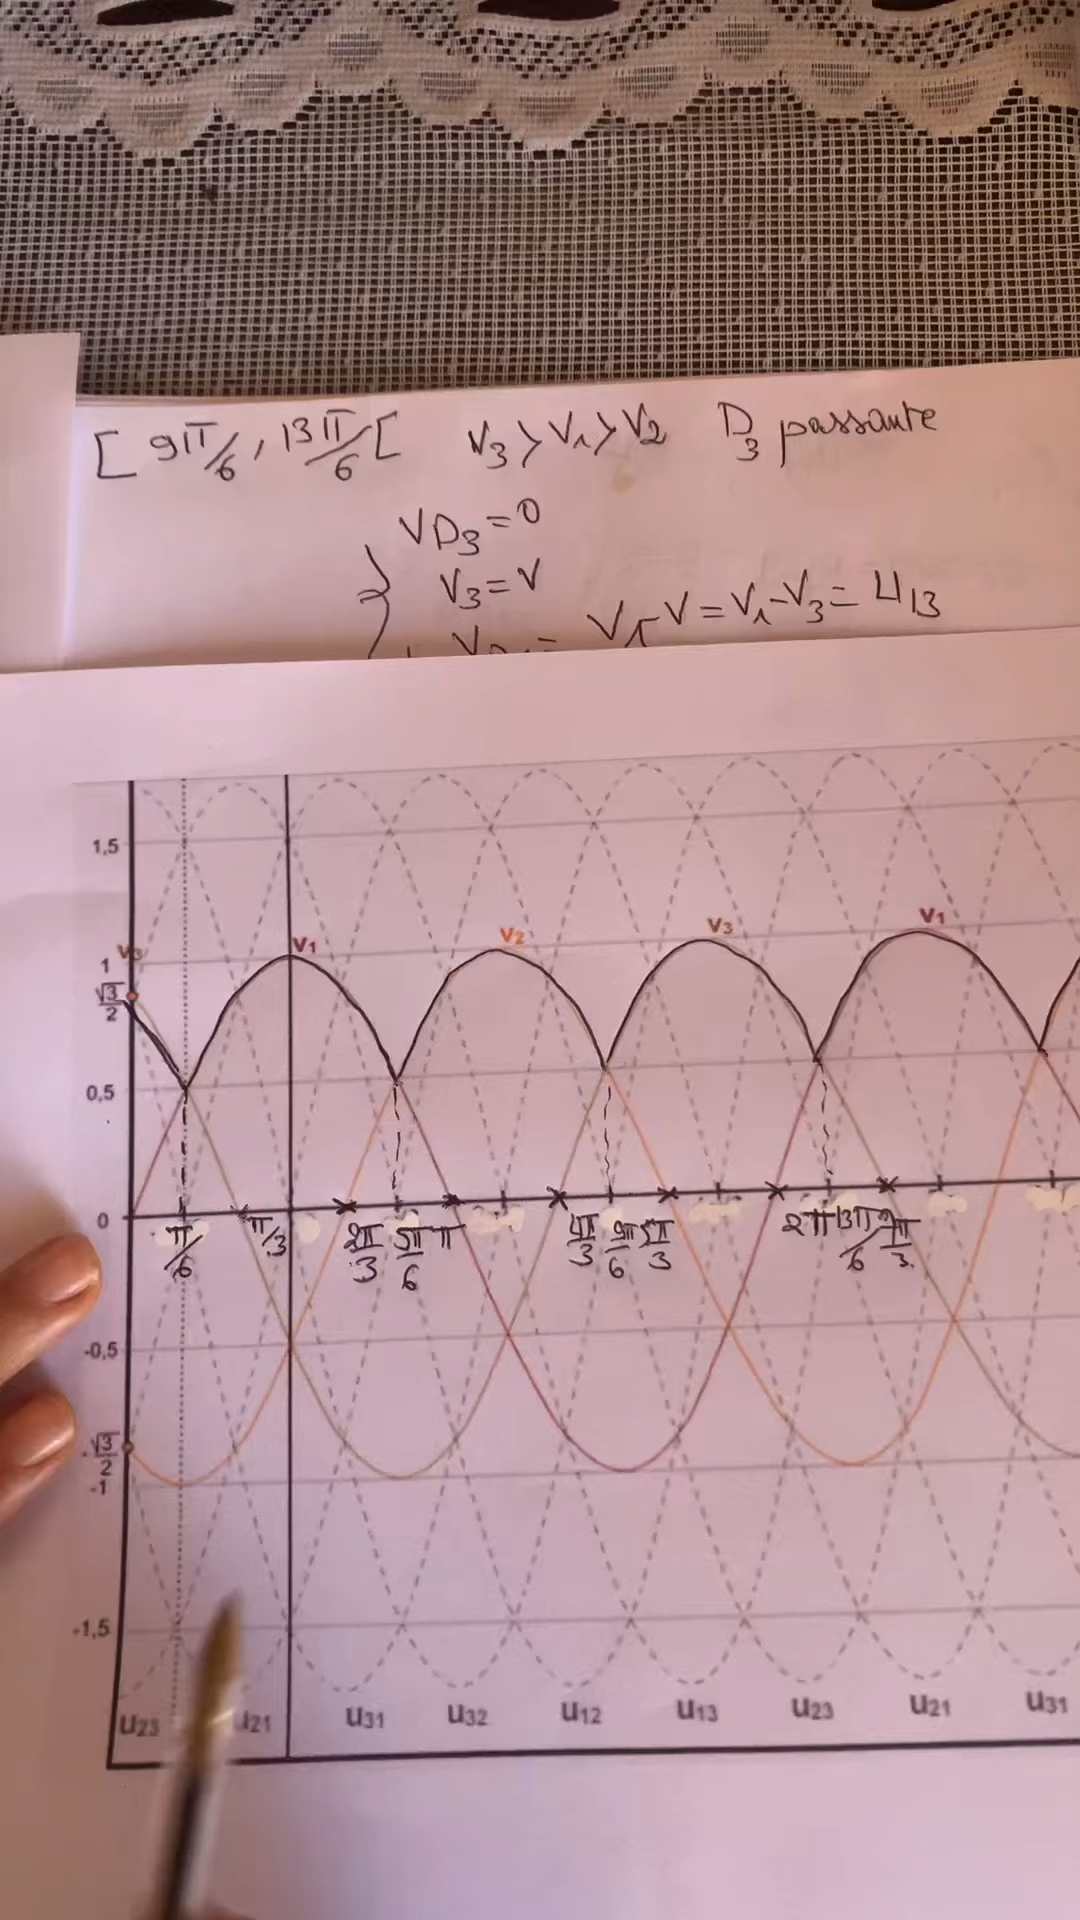 [ 9π/6 , 13π/6 [ V3 > V1 > V2 D3 passante
VD3 = 0
V3 = V
V1-V = V1-V3 = U13
1,5
V3 V1 V2 V3 V1
1
√3/2
0,5
0
π/6 π/3 2π/3 5π/6 π 4π/3 9π/6 5π/3 2π 13π/6 7π/3
-0,5
-√3/2
-1
-1,5
u23 u21 u31 u32 u12 u13 u23 u21 u31